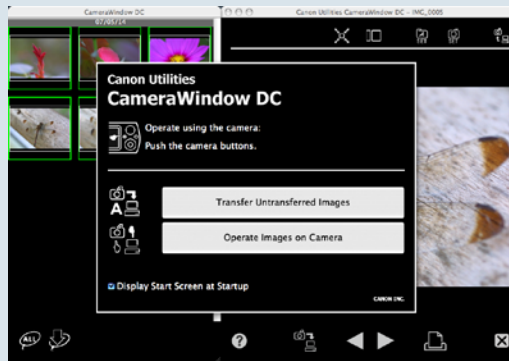 CameraWindow DC
Canon Utilities CameraWindow DC - IMG_0005
07/05/14
Canon Utilities
CameraWindow DC
Operate using the camera:
Push the camera buttons.
A
Transfer Untransferred Images
Operate Images on Camera
Display Start Screen at Startup
CANON INC.
ALL
?